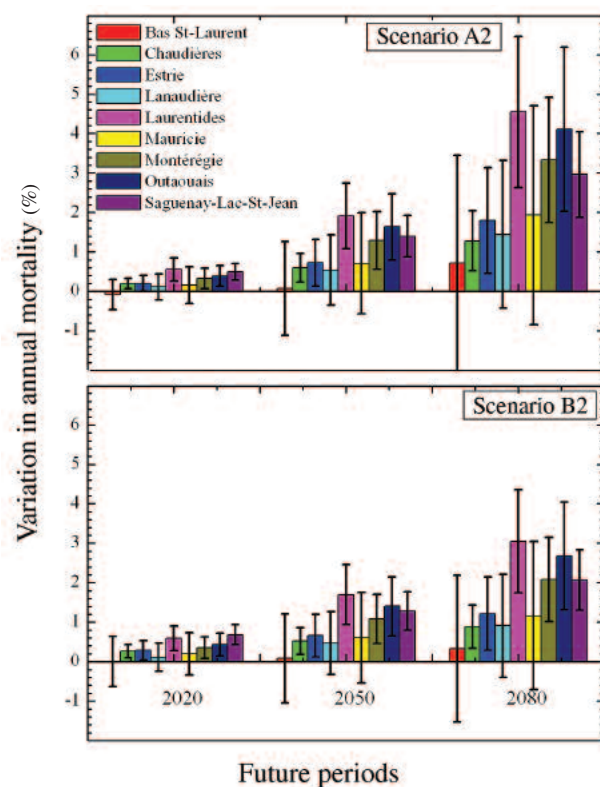 Variation in annual mortality (%)
Scenario A2
Bas St-Laurent
Chaudières
Estrie
Lanaudière
Laurentides
Mauricie
Montérégie
Outaouais
Saguenay-Lac-St-Jean
6
5
4
3
2
1
0
-1
Scenario B2
6
5
4
3
2
1
0
-1
2020
2050
2080
Future periods